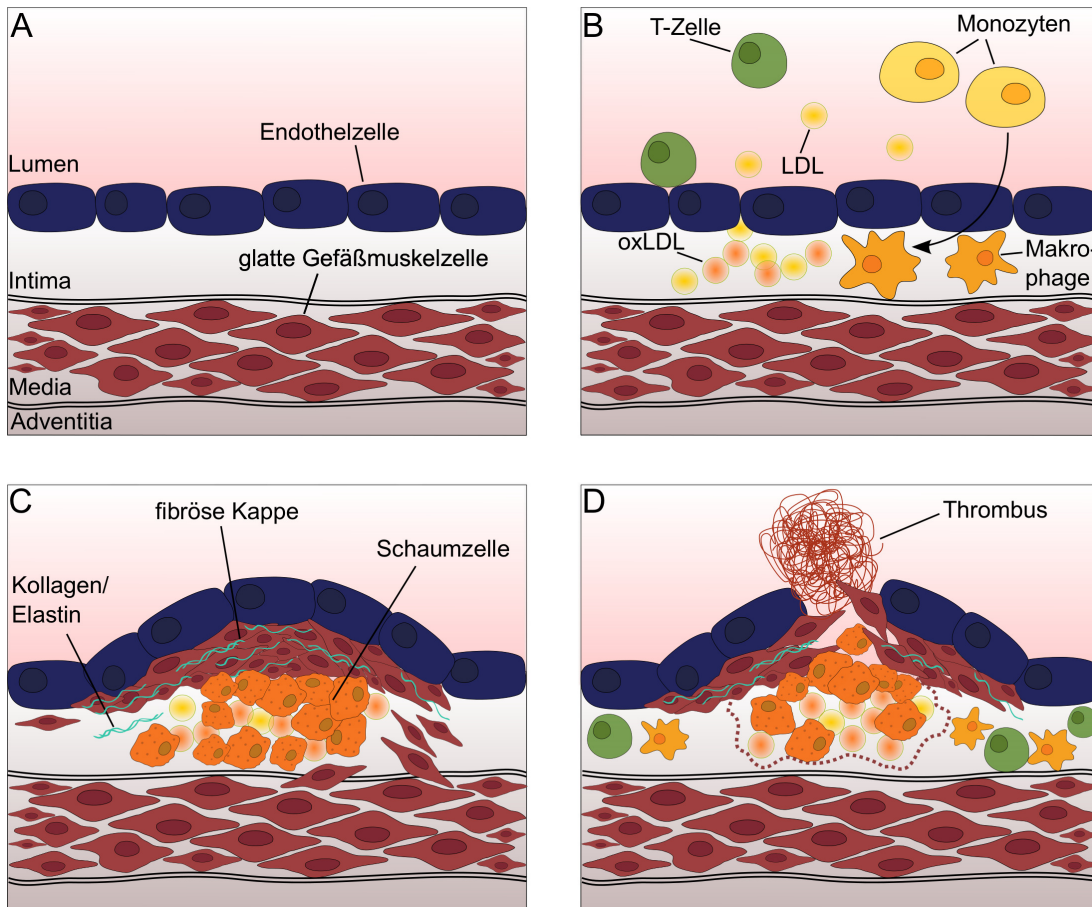 A
Endothelzelle
Lumen
glatte Gefäßmuskelzelle
Intima
Media
Adventitia
B
T-Zelle
Monozyten
LDL
oxLDL
Makro-
phage
C
fibröse Kappe
Schaumzelle
Kollagen/
Elastin
D
Thrombus